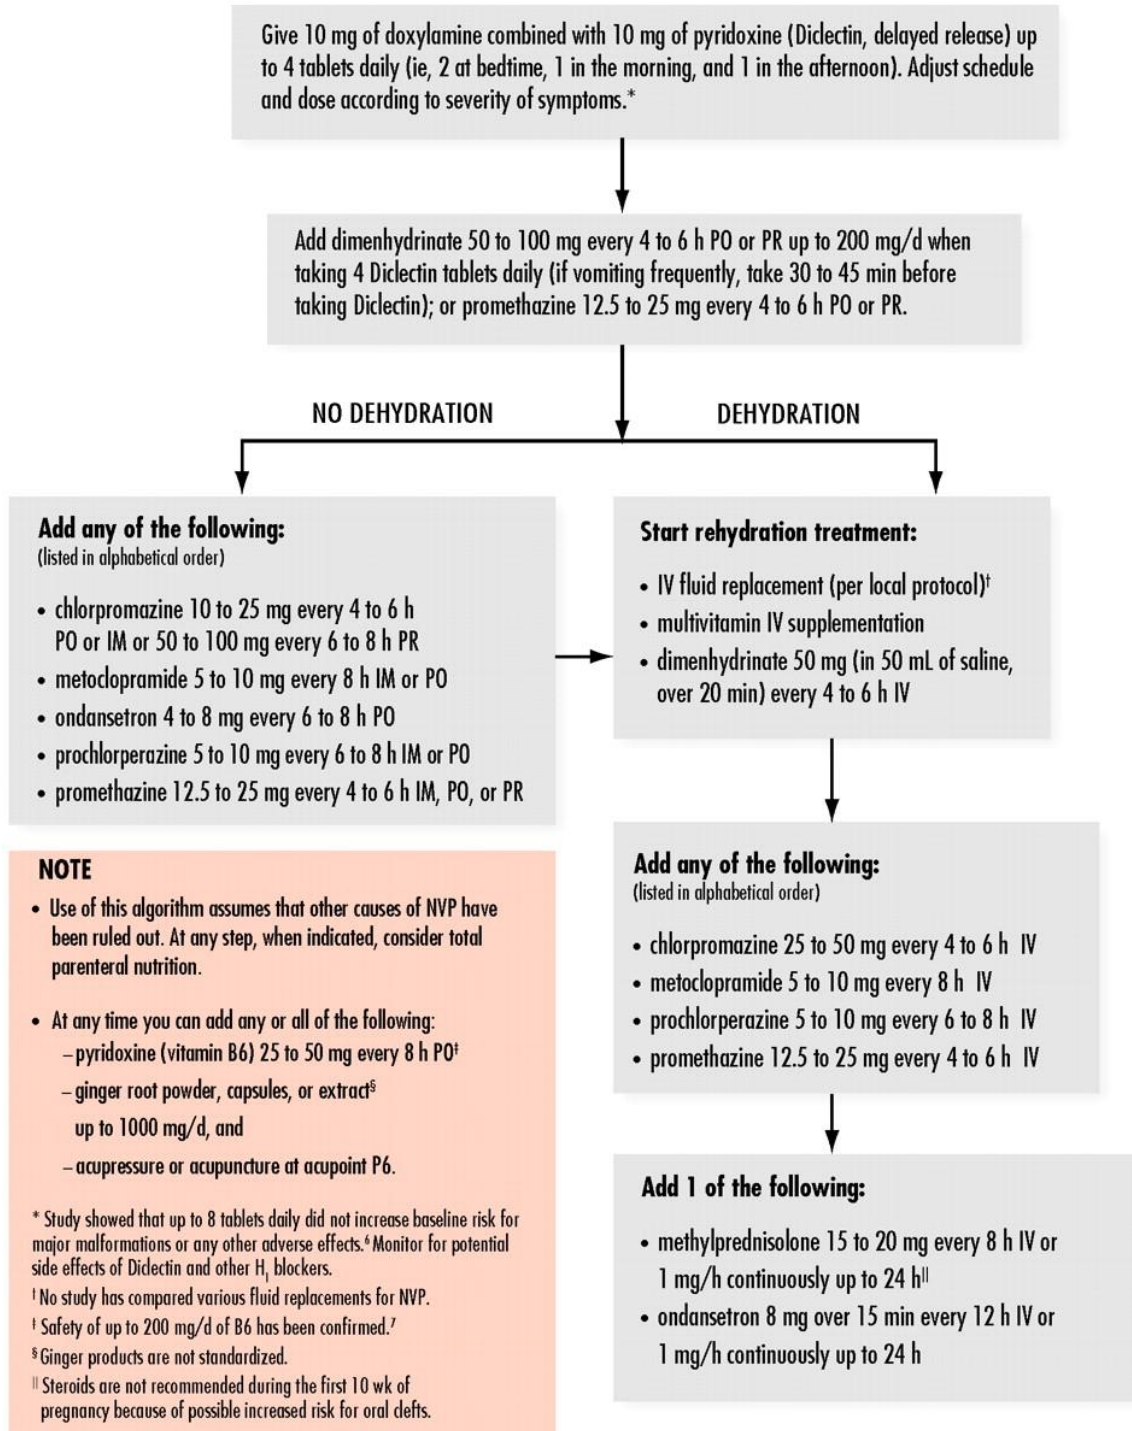 Give 10 mg of doxylamine combined with 10 mg of pyridoxine (Diclectin, delayed release) up
to 4 tablets daily (ie, 2 at bedtime, 1 in the morning, and 1 in the afternoon). Adjust schedule
and dose according to severity of symptoms.*
Add dimenhydrinate 50 to 100 mg every 4 to 6 h PO or PR up to 200 mg/d when
taking 4 Diclectin tablets daily (if vomiting frequently, take 30 to 45 min before
taking Diclectin); or promethazine 12.5 to 25 mg every 4 to 6 h PO or PR.
NO DEHYDRATION
DEHYDRATION
Add any of the following:
(listed in alphabetical order)
• chlorpromazine 10 to 25 mg every 4 to 6 h
PO or IM or 50 to 100 mg every 6 to 8 h PR
• metoclopramide 5 to 10 mg every 8 h IM or PO
• ondansetron 4 to 8 mg every 6 to 8 h PO
• prochlorperazine 5 to 10 mg every 6 to 8 h IM or PO
• promethazine 12.5 to 25 mg every 4 to 6 h IM, PO, or PR
Start rehydration treatment:
• IV fluid replacement (per local protocol)†
• multivitamin IV supplementation
• dimenhydrinate 50 mg (in 50 mL of saline,
over 20 min) every 4 to 6 h IV
Add any of the following:
(listed in alphabetical order)
• chlorpromazine 25 to 50 mg every 4 to 6 h IV
• metoclopramide 5 to 10 mg every 8 h IV
• prochlorperazine 5 to 10 mg every 6 to 8 h IV
• promethazine 12.5 to 25 mg every 4 to 6 h IV
Add 1 of the following:
• methylprednisolone 15 to 20 mg every 8 h IV or
1 mg/h continuously up to 24 h||
• ondansetron 8 mg over 15 min every 12 h IV or
1 mg/h continuously up to 24 h
NOTE
• Use of this algorithm assumes that other causes of NVP have
been ruled out. At any step, when indicated, consider total
parenteral nutrition.
• At any time you can add any or all of the following:
– pyridoxine (vitamin B6) 25 to 50 mg every 8 h PO‡
– ginger root powder, capsules, or extract§
up to 1000 mg/d, and
– acupressure or acupuncture at acupoint P6.
* Study showed that up to 8 tablets daily did not increase baseline risk for
major malformations or any other adverse effects.⁶ Monitor for potential
side effects of Diclectin and other H₁ blockers.
† No study has compared various fluid replacements for NVP.
‡ Safety of up to 200 mg/d of B6 has been confirmed.⁷
§ Ginger products are not standardized.
|| Steroids are not recommended during the first 10 wk of
pregnancy because of possible increased risk for oral clefts.